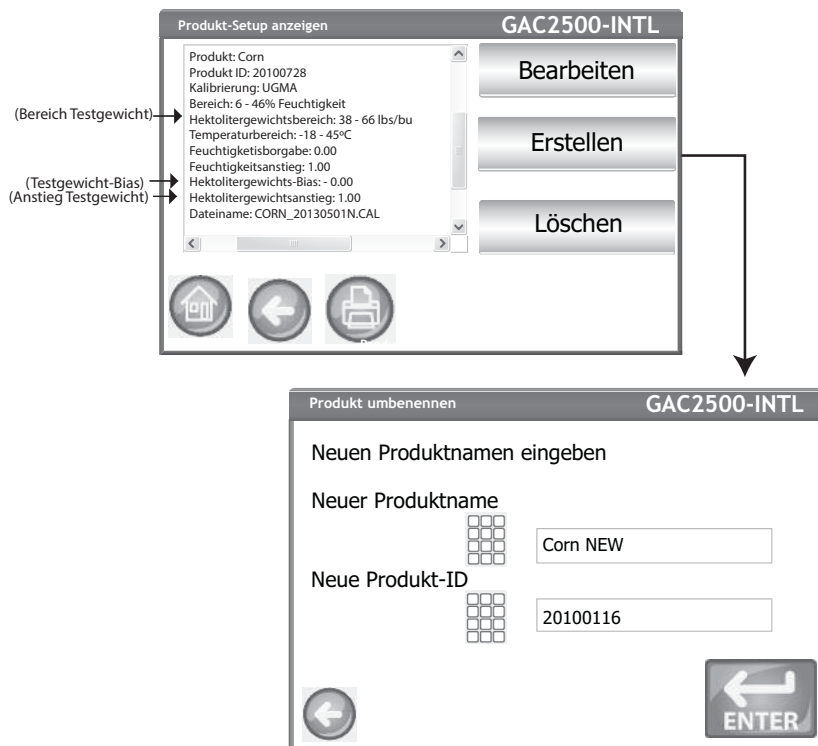 Produkt-Setup anzeigen GAC2500-INTL
Produkt: Corn
Produkt ID: 20100728
Kalibrierung: UGMA
Bereich: 6 - 46% Feuchtigkeit
(Bereich Testgewicht) Hektolitergewichtsbereich: 38 - 66 lbs/bu
Temperaturbereich: -18 - 45ºC
Feuchtigketisborgabe: 0.00
Feuchtigkeitsanstieg: 1.00
(Testgewicht-Bias) Hektolitergewichts-Bias: - 0.00
(Anstieg Testgewicht) Hektolitergewichtsanstieg: 1.00
Dateiname: CORN_20130501N.CAL
Bearbeiten
Erstellen
Löschen
Produkt umbenennen GAC2500-INTL
Neuen Produktnamen eingeben
Neuer Produktname
Corn NEW
Neue Produkt-ID
20100116
ENTER